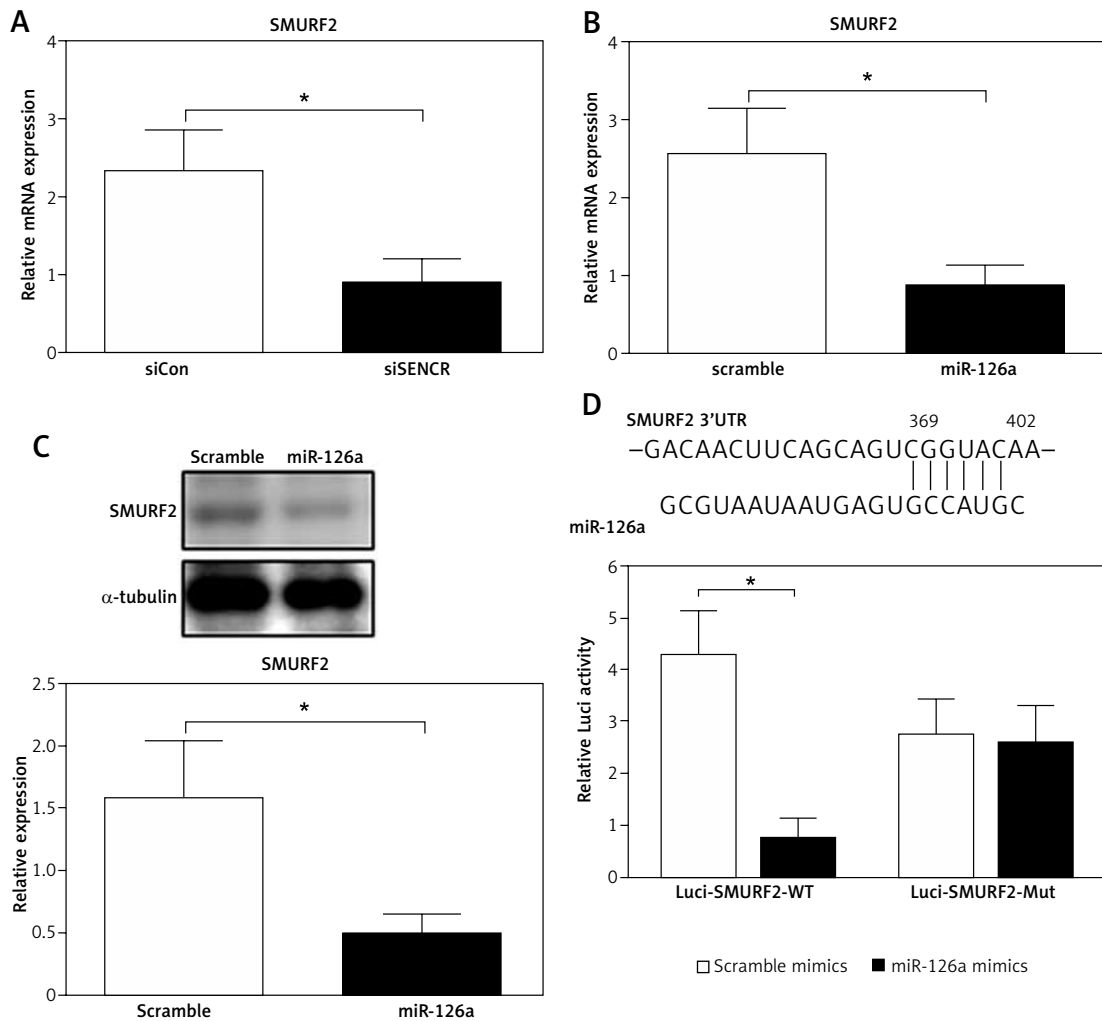 A
SMURF2
Relative mRNA expression
4
3
2
1
0
*
siCon siSENCR
B
SMURF2
Relative mRNA expression
4
3
2
1
0
*
scramble miR-126a
C
Scramble miR-126a
SMURF2
α-tubulin
SMURF2
Relative expression
2.5
2.0
1.5
1.0
0.5
0
*
Scramble miR-126a
D
SMURF2 3'UTR 369 402
–GACAACUUCAGCAGUCGGUACAA–
GCGUAAUAAUGAGUGCCAUGC
miR-126a
Relative Luci activity
6
5
4
3
2
1
0
*
Luci-SMURF2-WT Luci-SMURF2-Mut
Scramble mimics miR-126a mimics